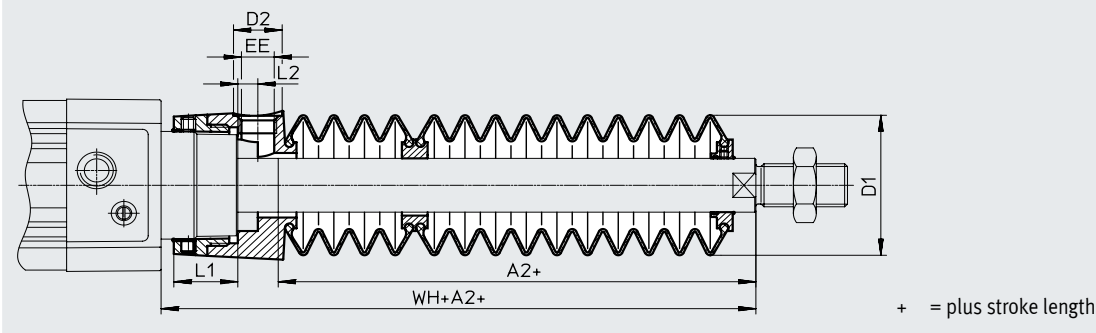 D2
EE
L2
D1
L1
A2+
WH+A2+
+ = plus stroke length